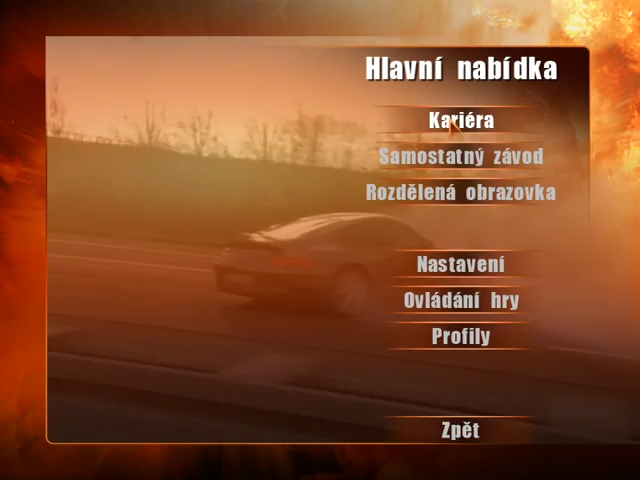 Hlavní nabídka
Kariéra
Samostatný závod
Rozdělená obrazovka
Nastavení
Ovládání hry
Profily
Zpět